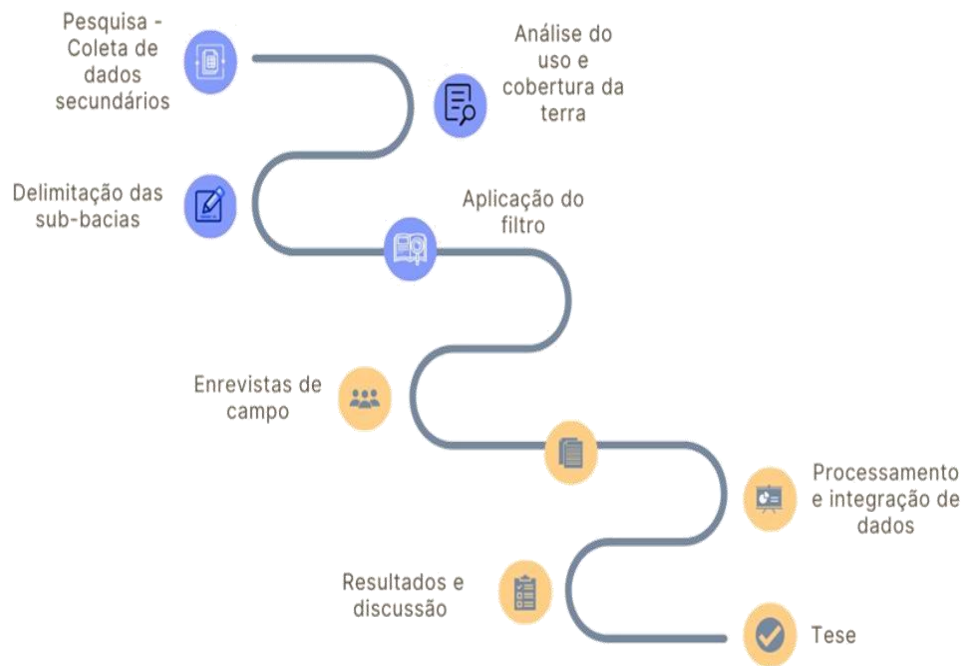 Pesquisa -
Coleta de
dados
secundários
Análise do
uso e
cobertura da
terra
Delimitação das
sub-bacias
Aplicação do
filtro
Enrevistas de
campo
Processamento
e integração de
dados
Resultados e
discussão
Tese